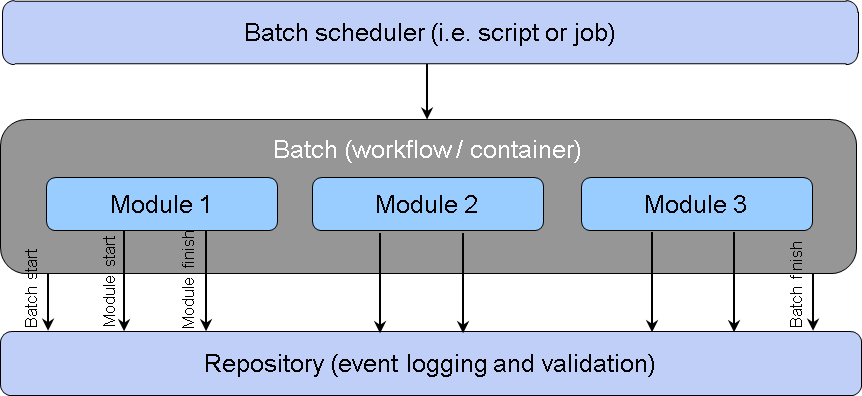 Batch scheduler (i.e. script or job)
Batch (workflow / container)
Module 1
Module 2
Module 3
Batch start
Module start
Module finish
Batch finish
Repository (event logging and validation)